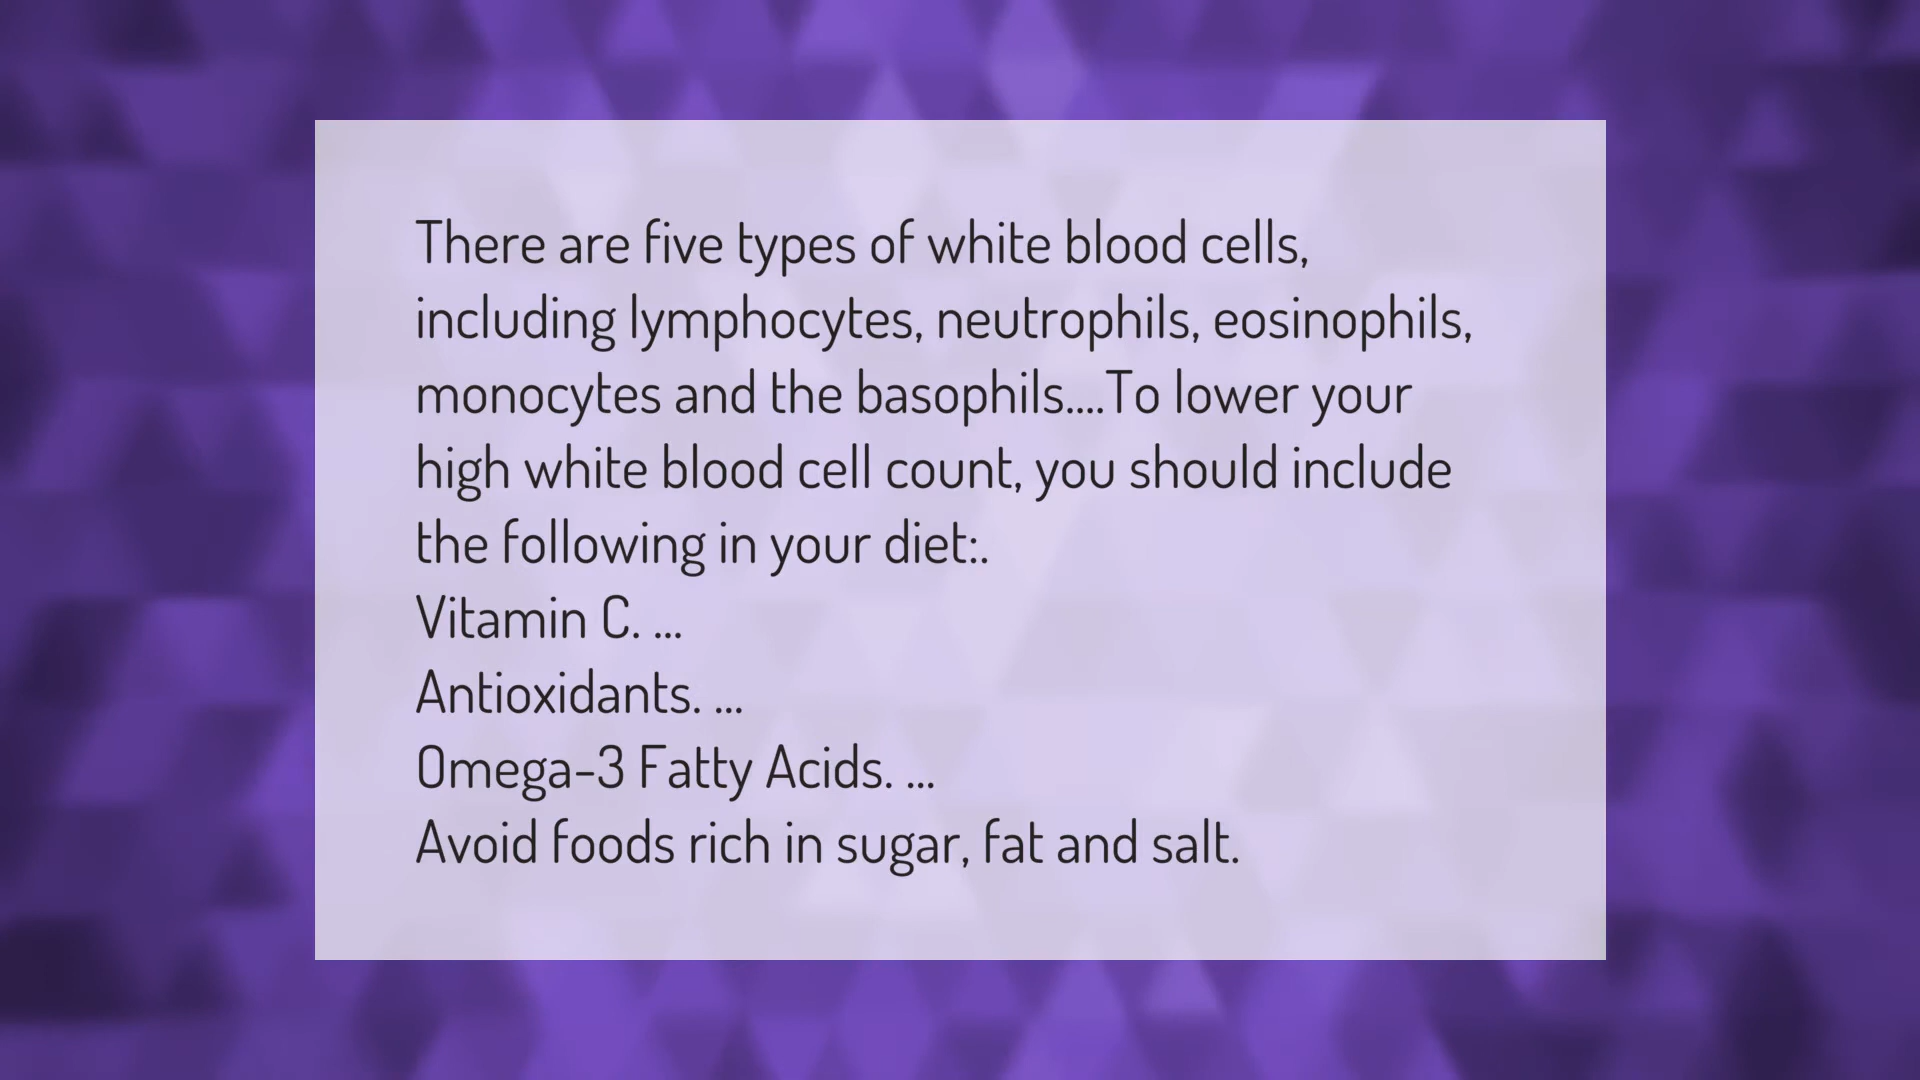 There are five types of white blood cells,
including lymphocytes, neutrophils, eosinophils,
monocytes and the basophils....To lower your
high white blood cell count, you should include
the following in your diet:.
Vitamin C. ...
Antioxidants. ...
Omega-3 Fatty Acids. ...
Avoid foods rich in sugar, fat and salt.